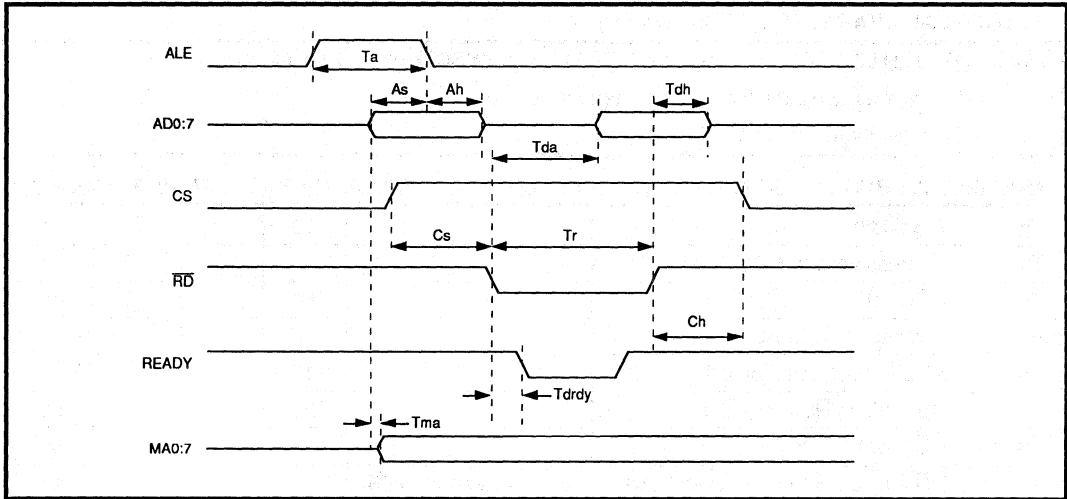 ALE
Ta
As Ah Tdh
AD0:7
Tda
CS
Cs Tr
RD
Ch
READY
Tdrdy
Tma
MA0:7